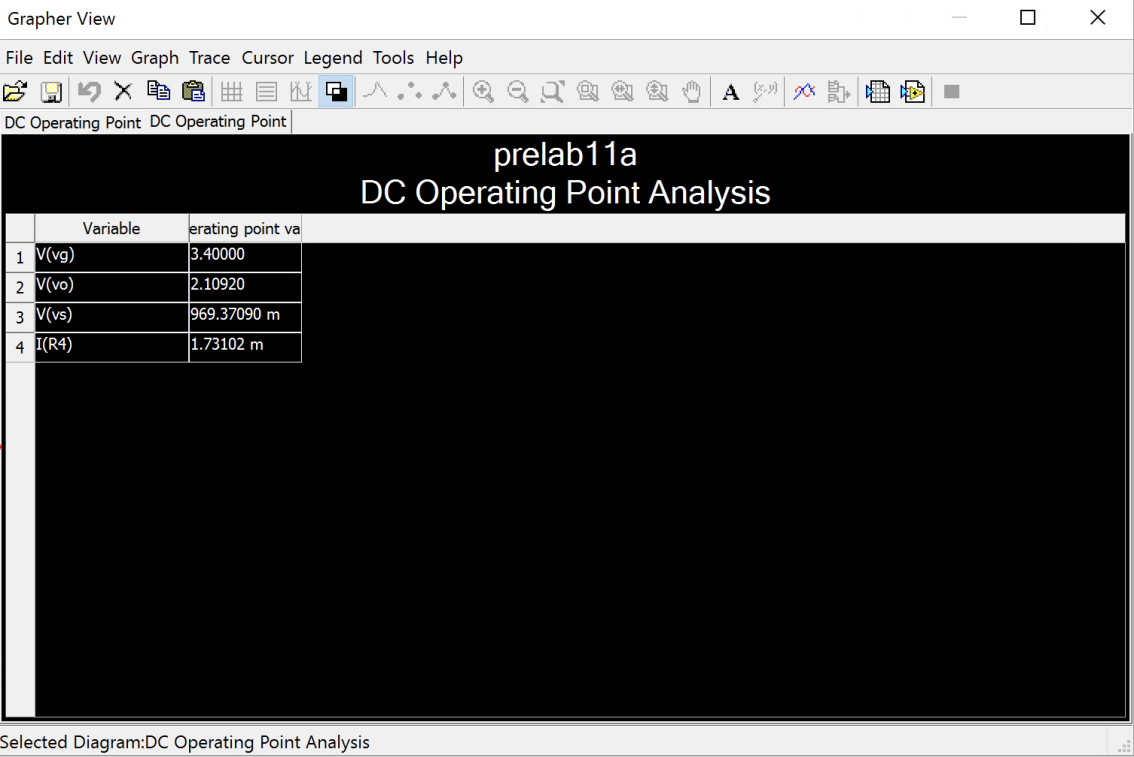 Grapher View
File Edit View Graph Trace Cursor Legend Tools Help
A (x,y)
DC Operating Point DC Operating Point
prelab11a
DC Operating Point Analysis
Variable erating point va
1 V(vg) 3.40000
2 V(vo) 2.10920
3 V(vs) 969.37090 m
4 I(R4) 1.73102 m
Selected Diagram:DC Operating Point Analysis